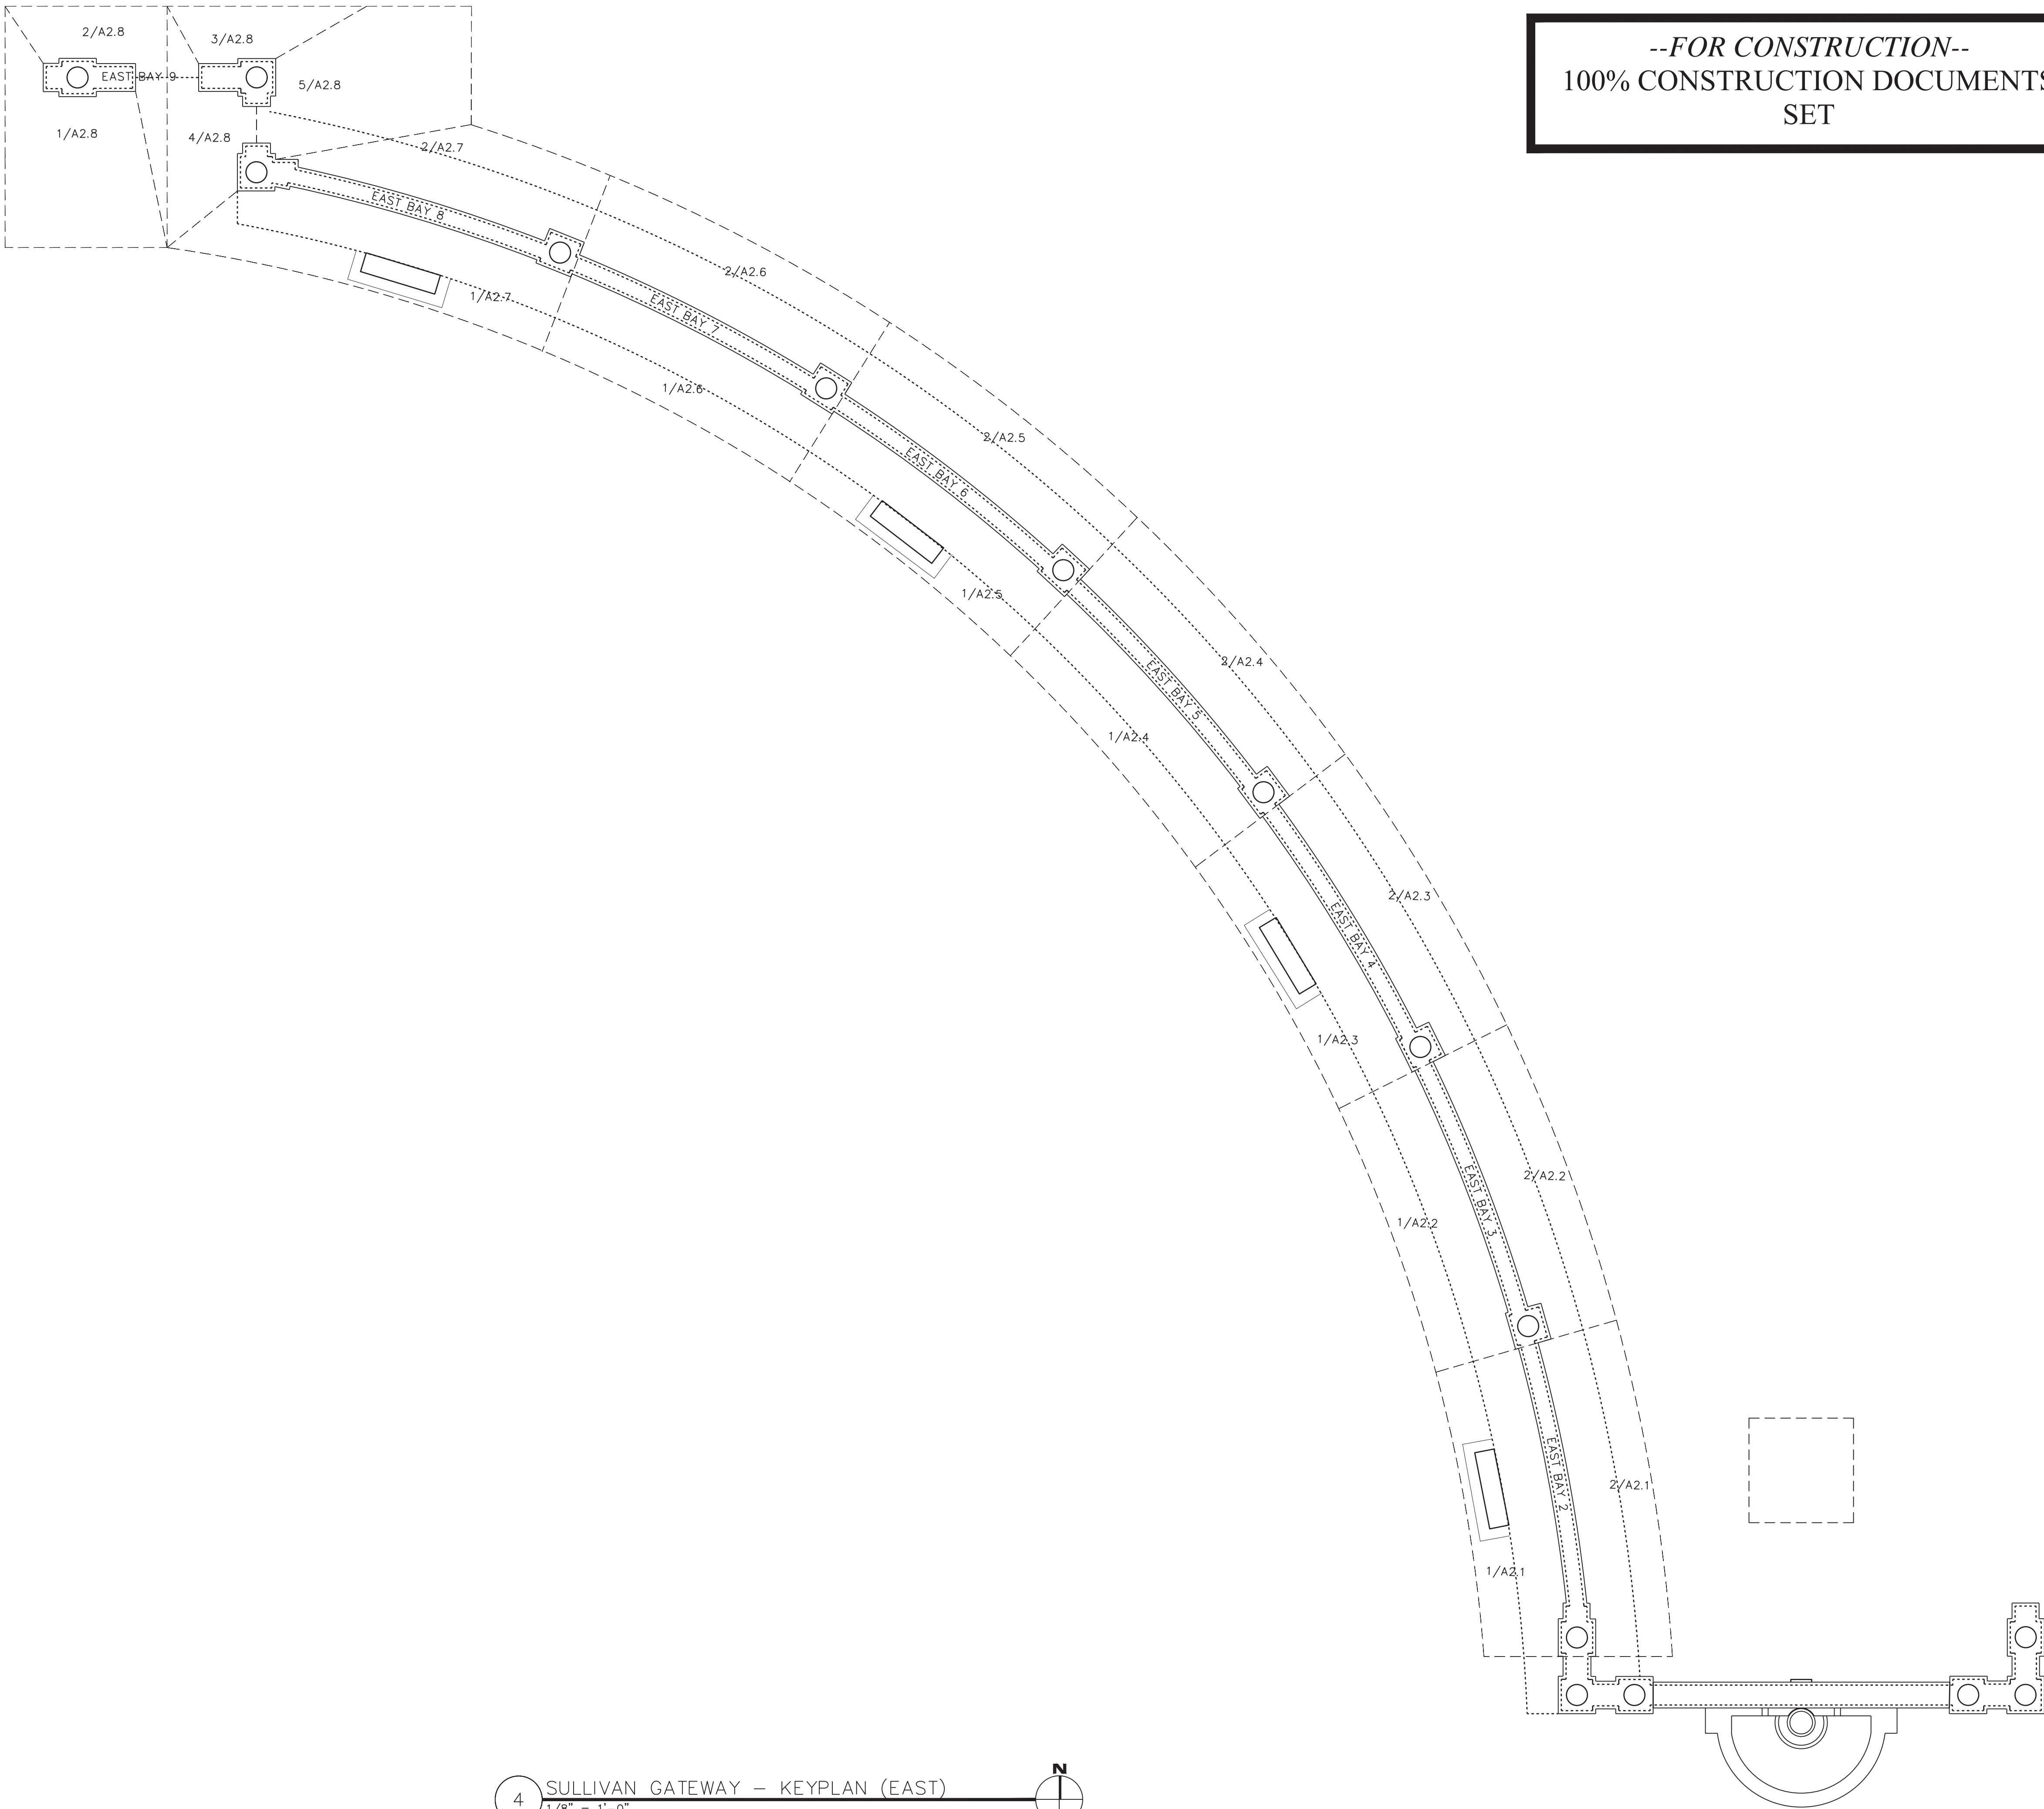 --FOR CONSTRUCTION--
100% CONSTRUCTION DOCUMENTS
SET
2/A2.8
3/A2.8
EAST BAY 9
5/A2.8
1/A2.8
4/A2.8
2/A2.7
EAST BAY 8
1/A2.7
2/A2.6
EAST BAY 7
1/A2.6
2/A2.5
EAST BAY 6
1/A2.5
2/A2.4
EAST BAY 5
1/A2.4
2/A2.3
EAST BAY 4
1/A2.3
2/A2.2
EAST BAY 3
1/A2.2
2/A2.1
EAST BAY 2
1/A2.1
N
4
SULLIVAN GATEWAY – KEYPLAN (EAST)
1/8" = 1'-0"